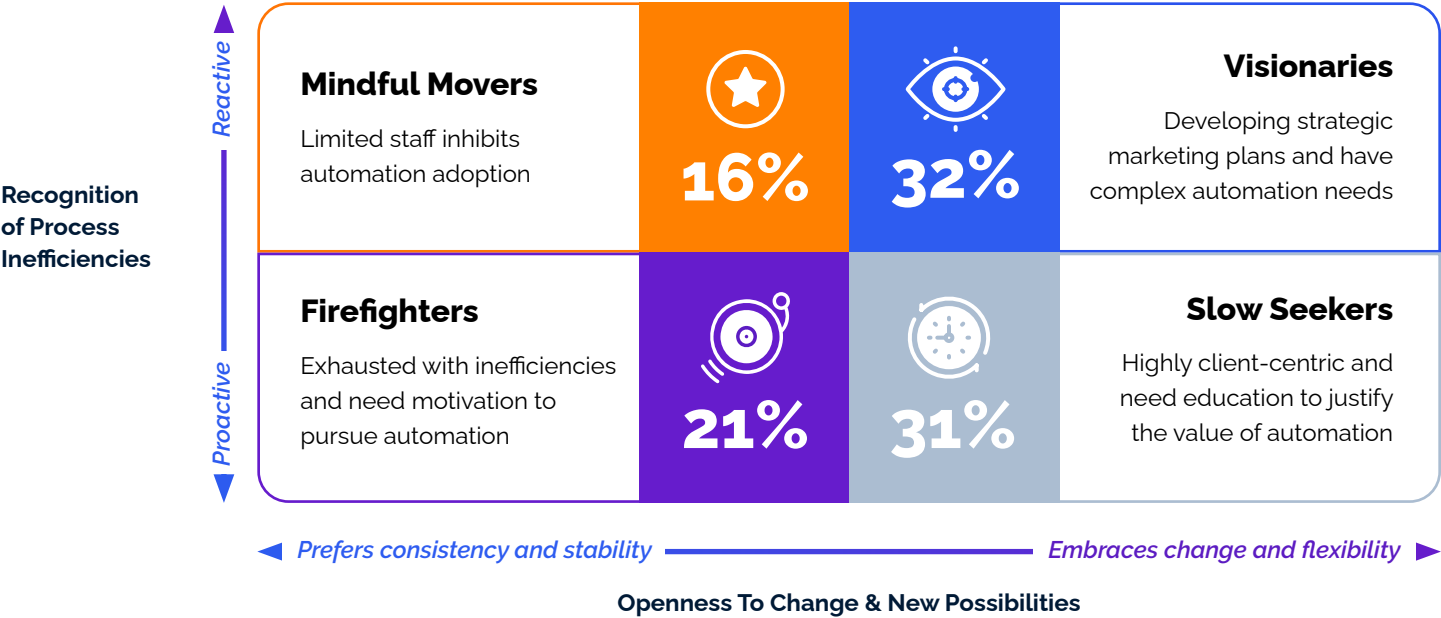 Recognition
of Process
Inefficiencies
Reactive
Proactive
Mindful Movers
Limited staff inhibits
automation adoption
16%
32%
Visionaries
Developing strategic
marketing plans and have
complex automation needs
Firefighters
Exhausted with inefficiencies
and need motivation to
pursue automation
21%
31%
Slow Seekers
Highly client-centric and
need education to justify
the value of automation
Prefers consistency and stability
Embraces change and flexibility
Openness To Change & New Possibilities